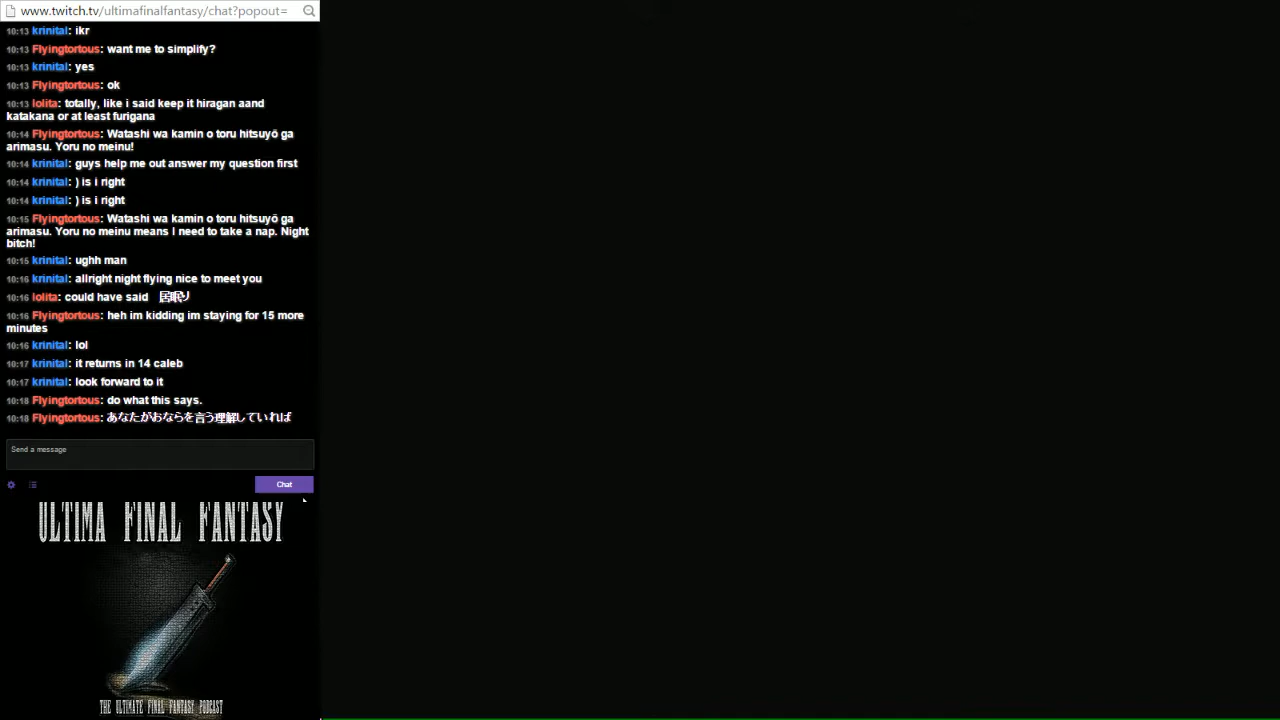 www.twitch.tv/ultimafinalfantasy/chat?popout=
10:13 krinital: ikr
10:13 Flyingtortous: want me to simplify?
10:13 krinital: yes
10:13 Flyingtortous: ok
10:13 lolita: totally, like i said keep it hiragan aand
katakana or at least furigana
10:14 Flyingtortous: Watashi wa kamin o toru hitsuyō ga
arimasu. Yoru no meinu!
10:14 krinital: guys help me out answer my question first
10:14 krinital: ) is i right
10:14 krinital: ) is i right
10:15 Flyingtortous: Watashi wa kamin o toru hitsuyō ga
arimasu. Yoru no meinu means I need to take a nap. Night
bitch!
10:15 krinital: ughh man
10:16 krinital: allright night flying nice to meet you
10:16 lolita: could have said 居眠り
10:16 Flyingtortous: heh im kidding im staying for 15 more
minutes
10:16 krinital: lol
10:17 krinital: it returns in 14 caleb
10:17 krinital: look forward to it
10:18 Flyingtortous: do what this says.
10:18 Flyingtortous: あなたがおならを言う理解していれば
Send a message
Chat
ULTIMA FINAL FANTASY
THE ULTIMATE FINAL FANTASY PODCAST